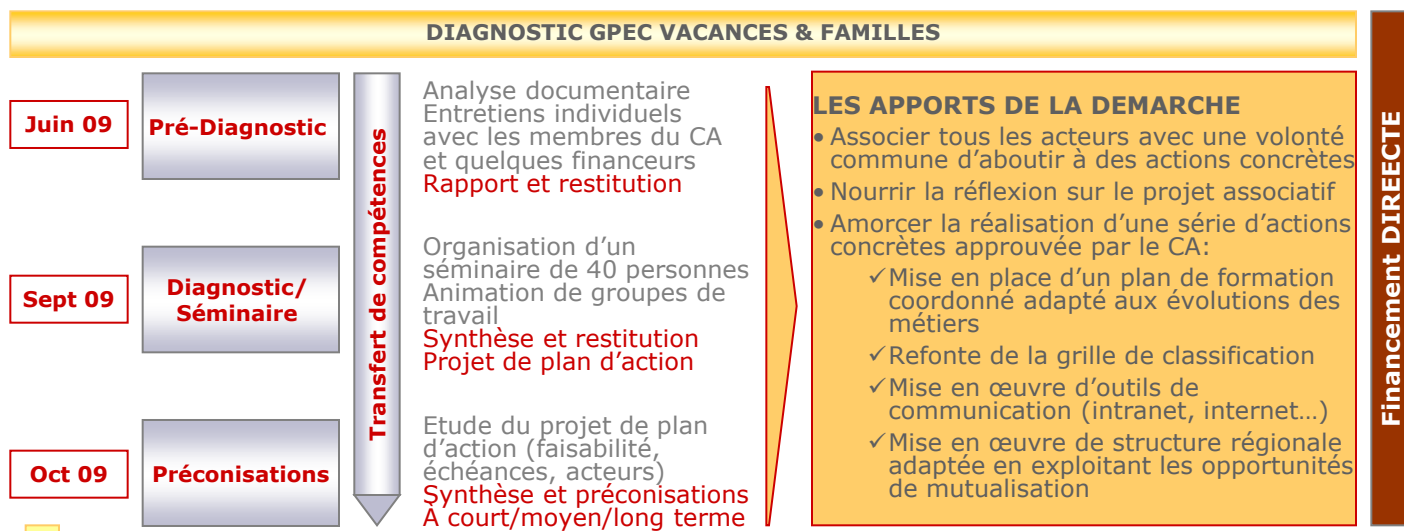 DIAGNOSTIC GPEC VACANCES & FAMILLES
Juin 09
Pré-Diagnostic
Analyse documentaire
Entretiens individuels
avec les membres du CA
et quelques financeurs
Rapport et restitution
Sept 09
Diagnostic/
Séminaire
Organisation d’un
séminaire de 40 personnes
Animation de groupes de
travail
Synthèse et restitution
Projet de plan d’action
Oct 09
Préconisations
Etude du projet de plan
d’action (faisabilité,
échéances, acteurs)
Synthèse et préconisations
À court/moyen/long terme
Transfert de compétences
LES APPORTS DE LA DEMARCHE
• Associer tous les acteurs avec une volonté
commune d’aboutir à des actions concrètes
• Nourrir la réflexion sur le projet associatif
• Amorcer la réalisation d’une série d’actions
concrètes approuvée par le CA:
✓Mise en place d’un plan de formation
coordonné adapté aux évolutions des
métiers
✓Refonte de la grille de classification
✓Mise en œuvre d’outils de
communication (intranet, internet…)
✓Mise en œuvre de structure régionale
adaptée en exploitant les opportunités
de mutualisation
Financement DIREECTE